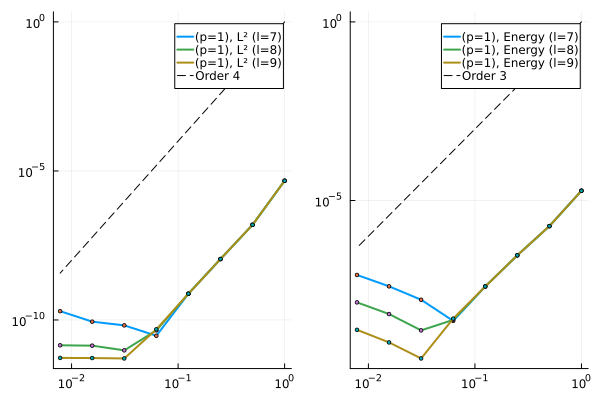 10⁰
10⁻⁵
10⁻¹⁰
10⁻²
10⁻¹
10⁰
(p=1), L² (l=7)
(p=1), L² (l=8)
(p=1), L² (l=9)
Order 4
10⁰
10⁻⁵
10⁻²
10⁻¹
10⁰
(p=1), Energy (l=7)
(p=1), Energy (l=8)
(p=1), Energy (l=9)
Order 3